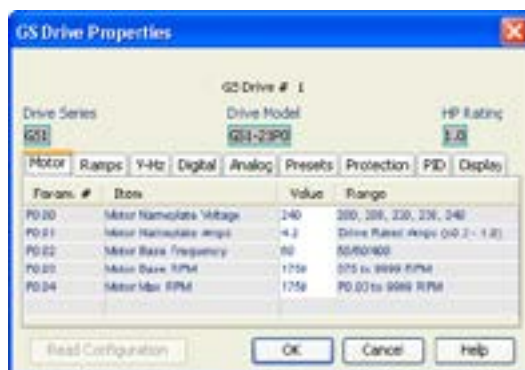 GS Drive Properties
GS Drive # 1
Drive Series Drive Model HP Rating
GS1 GS1-23P0 1.0
Motor Ramps V-Hz Digital Analog Presets Protection PID Display
Param. # Item Value Range
P0.00 Motor Nameplate Voltage 240 200, 208, 220, 230, 240
P0.01 Motor Nameplate Amps 4.2 Drive Rated Amps
P0.02 Motor Base Frequency 60 50/60/400
P0.03 Motor Base RPM 1750 375 to 9999 RPM
P0.04 Motor Max RPM 1750 P0.03 to 9999 RPM
Read Configuration OK Cancel Help